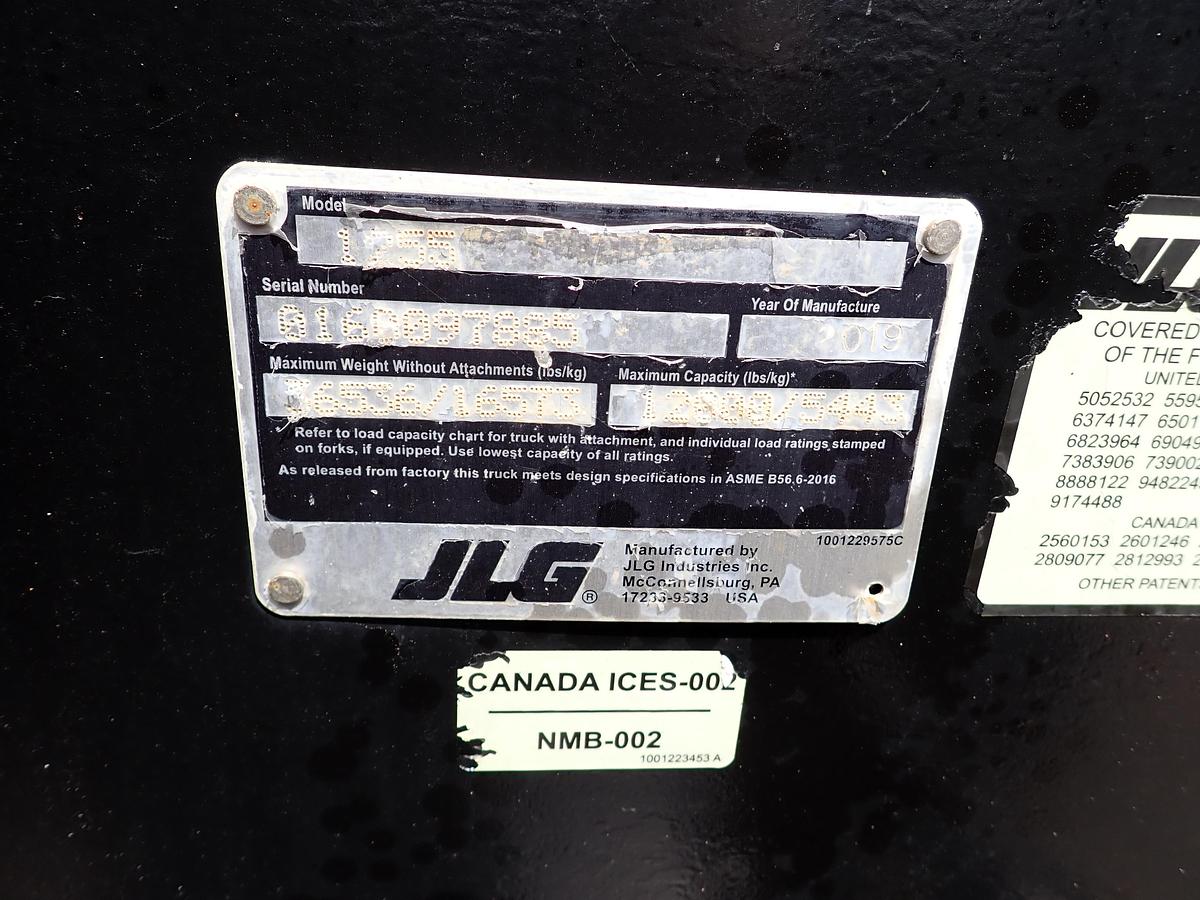 Model
1255
Serial Number
0160097885
Year Of Manufacture
2019
Maximum Weight Without Attachments (lbs/kg)
36536/16573
Maximum Capacity (lbs/kg)*
12000/5443
Refer to load capacity chart for truck with attachment, and individual load ratings stamped
on forks, if equipped. Use lowest capacity of all ratings.
As released from factory this truck meets design specifications in ASME B56.6-2016
1001229575C
JLG®
Manufactured by
JLG Industries Inc.
McConnellsburg, PA
17233-9533 USA
CANADA ICES-002
NMB-002
1001223453 A
COVERED
OF THE
UNITED
5052532
6374147
6823964
7383906
8888122
9174488
CANADA
2560153 2601246
2809077 2812993
OTHER PATENT